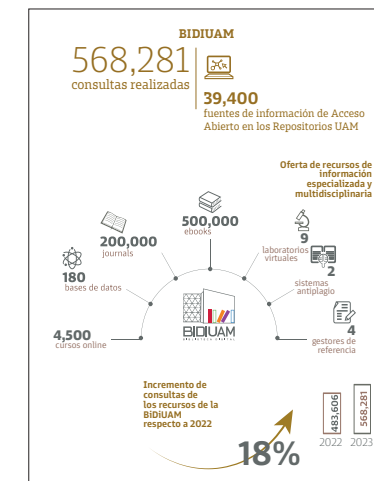 BIDIUAM
568,281
consultas realizadas
39,400
fuentes de información de Acceso
Abierto en los Repositorios UAM
Oferta de recursos de
información
especializada y
multidisciplinaria
500,000
ebooks
200,000
journals
9
laboratorios
virtuales
180
bases de datos
2
sistemas
antiplagio
4,500
cursos online
4
gestores de
referencia
BIDIUAM
BIBLIOTECA DIGITAL
Incremento de
consultas de
los recursos de la
BiDiUAM
respecto a 2022
18%
483,606
568,281
2022 2023